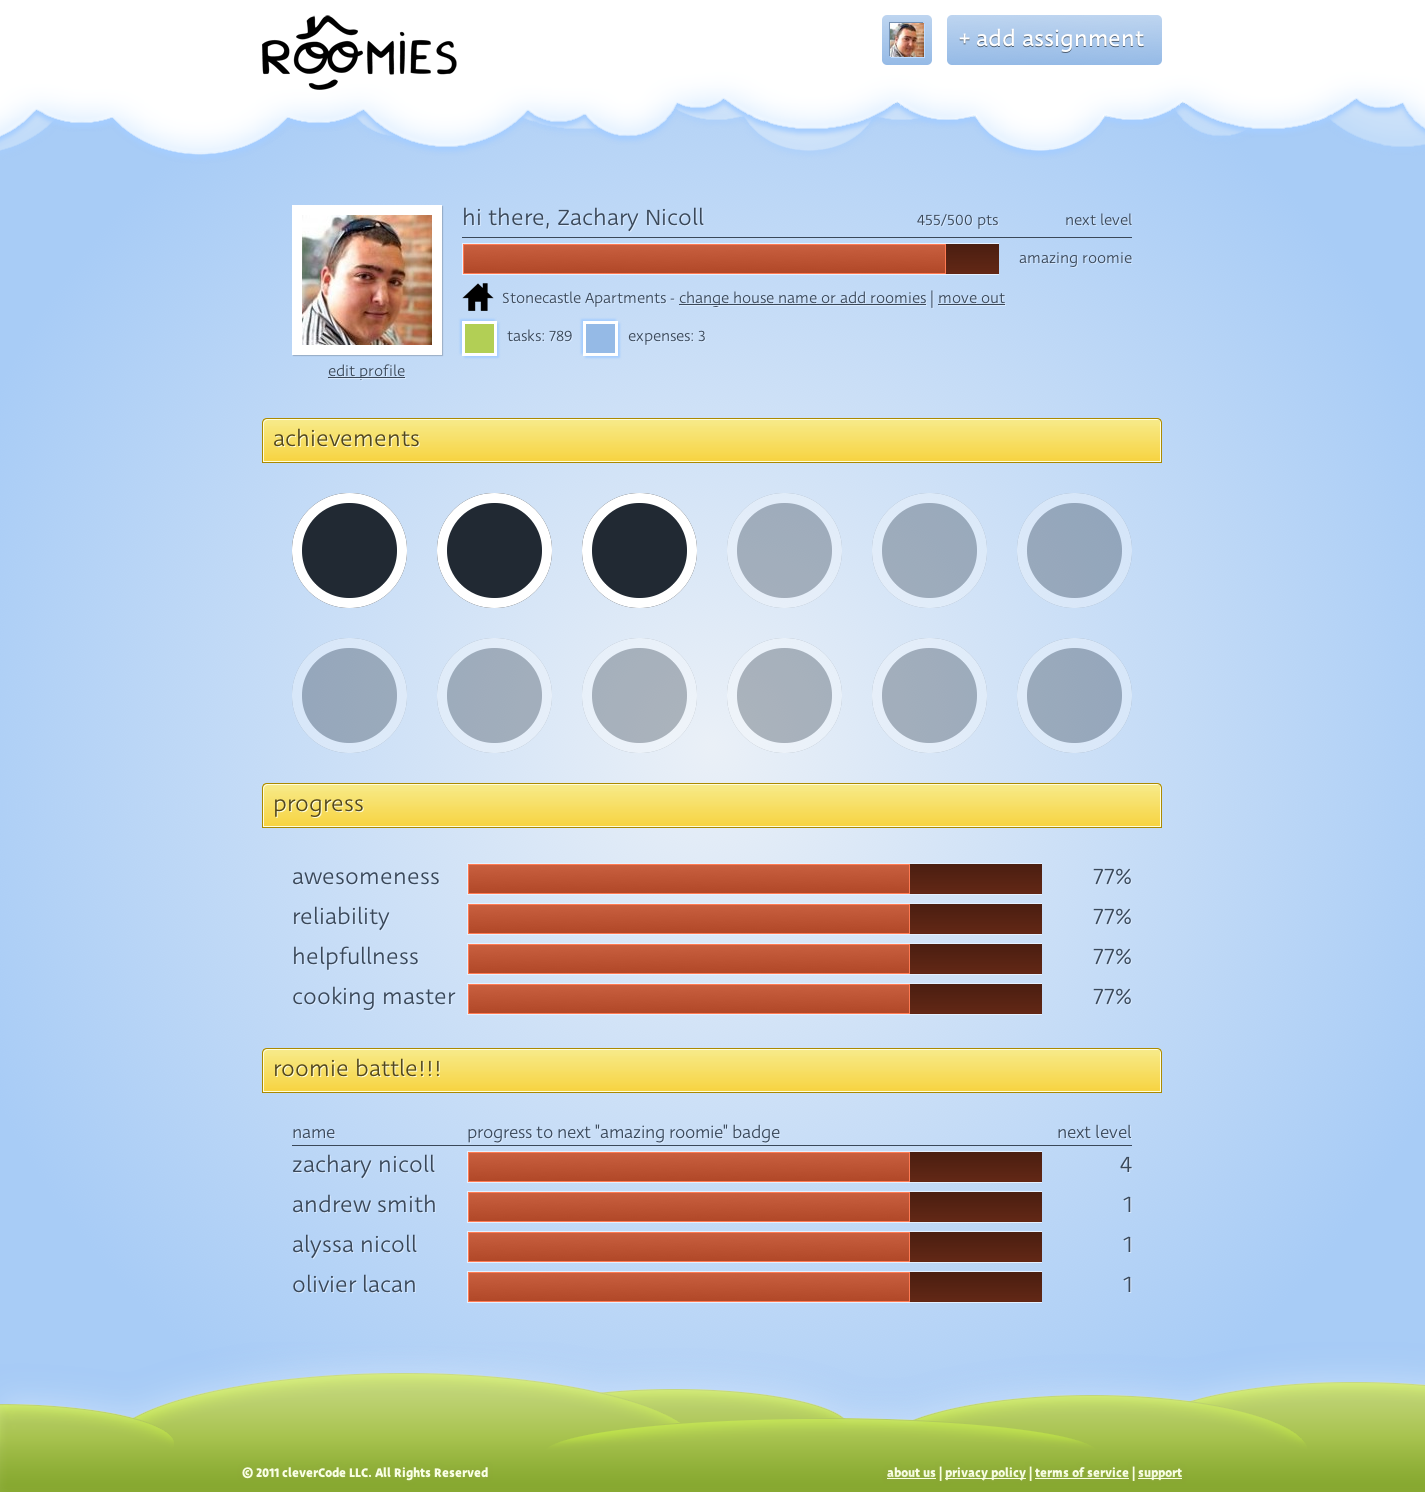 ROOMIES
+ add assignment
hi there, Zachary Nicoll 455/500 pts next level
amazing roomie
Stonecastle Apartments - change house name or add roomies | move out
tasks: 789 expenses: 3
edit profile
achievements
progress
awesomeness 77%
reliability 77%
helpfullness 77%
cooking master 77%
roomie battle!!!
name progress to next "amazing roomie" badge next level
zachary nicoll 4
andrew smith 1
alyssa nicoll 1
olivier lacan 1
© 2011 cleverCode LLC. All Rights Reserved about us | privacy policy | terms of service | support